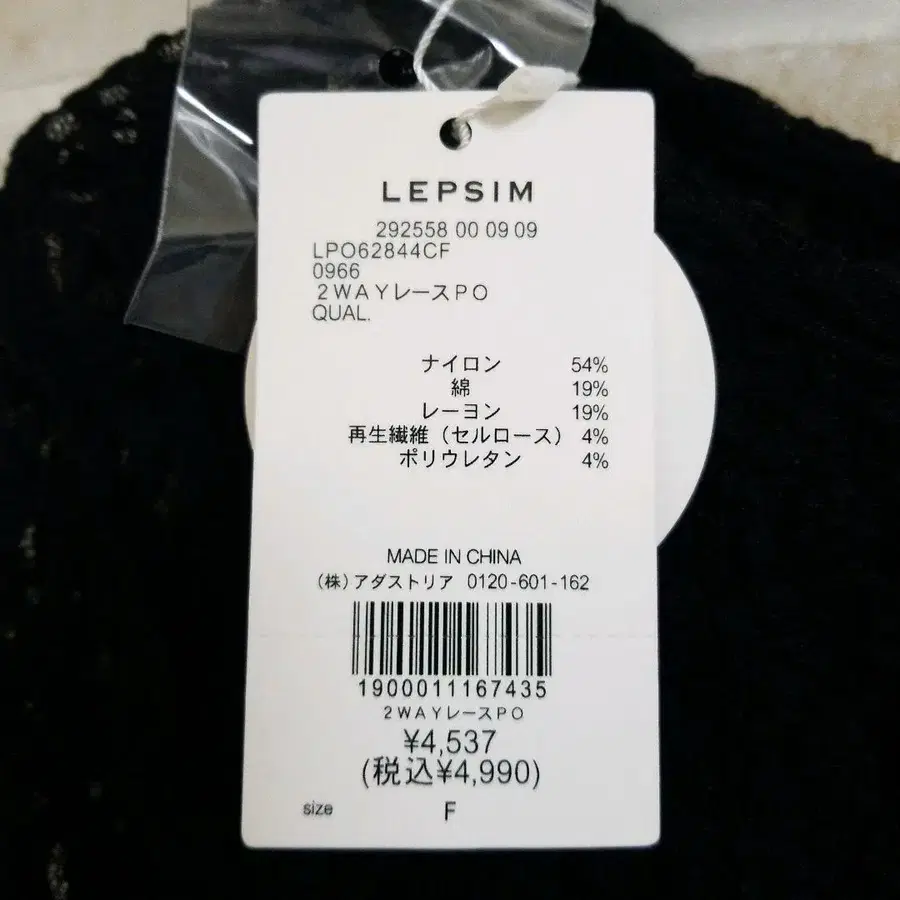 LEPSIM
292558 00 09 09
LPO62844CF
0966
２ＷＡＹレースＰＯ
QUAL.
ナイロン 54%
綿 19%
レーヨン 19%
再生繊維（セルロース） 4%
ポリウレタン 4%
MADE IN CHINA
（株）アダストリア 0120-601-162
1900011167435
２ＷＡＹレースＰＯ
¥4,537
(税込¥4,990)
size F